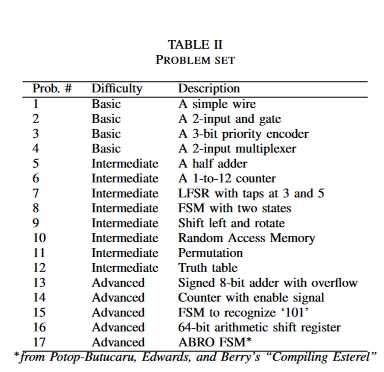 TABLE II
PROBLEM SET
Prob. # Difficulty Description
1 Basic A simple wire
2 Basic A 2-input and gate
3 Basic A 3-bit priority encoder
4 Basic A 2-input multiplexer
5 Intermediate A half adder
6 Intermediate A 1-to-12 counter
7 Intermediate LFSR with taps at 3 and 5
8 Intermediate FSM with two states
9 Intermediate Shift left and rotate
10 Intermediate Random Access Memory
11 Intermediate Permutation
12 Intermediate Truth table
13 Advanced Signed 8-bit adder with overflow
14 Advanced Counter with enable signal
15 Advanced FSM to recognize ‘101’
16 Advanced 64-bit arithmetic shift register
17 Advanced ABRO FSM*
*from Potop-Butucaru, Edwards, and Berry’s “Compiling Esterel”